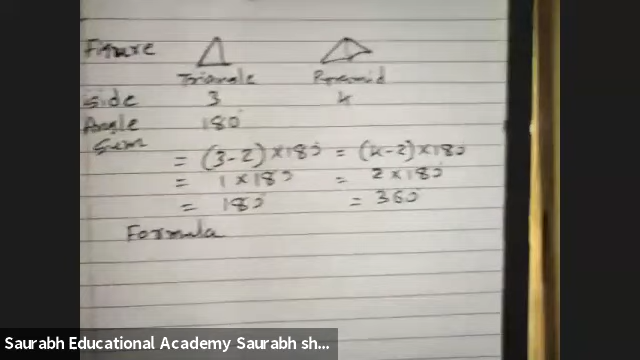 Figure
Triangle Pyramid
side 3 4
Angle 180°
Sum
= (3-2) × 180 = (4-2) × 180
= 1 × 180 = 2 × 180
= 180 = 360
Formula
Saurabh Educational Academy Saurabh sh...